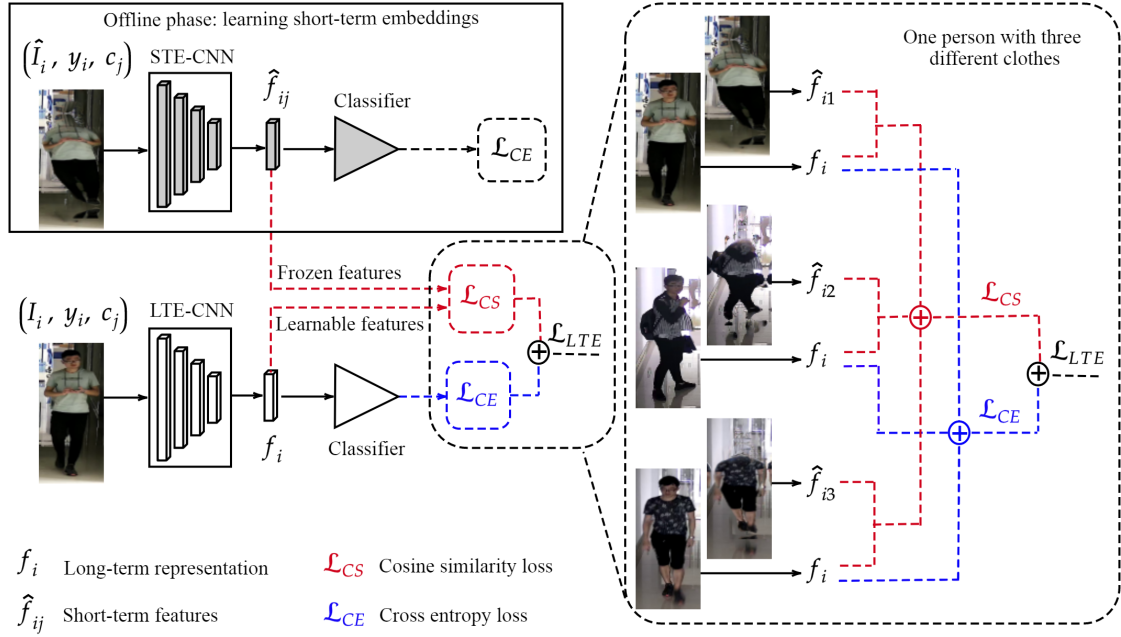 Offline phase: learning short-term embeddings
(Î_i , y_i, c_j)
STE-CNN
f̂_ij
Classifier
𝓛_CE
Frozen features
Learnable features
(I_i , y_i, c_j)
LTE-CNN
f_i
Classifier
𝓛_CS
𝓛_CE
𝓛_LTE
One person with three
different clothes
f̂_i1
f_i
f̂_i2
f_i
f̂_i3
f_i
𝓛_CS
𝓛_CE
𝓛_LTE
f_i Long-term representation
𝓛_CS Cosine similarity loss
f̂_ij Short-term features
𝓛_CE Cross entropy loss